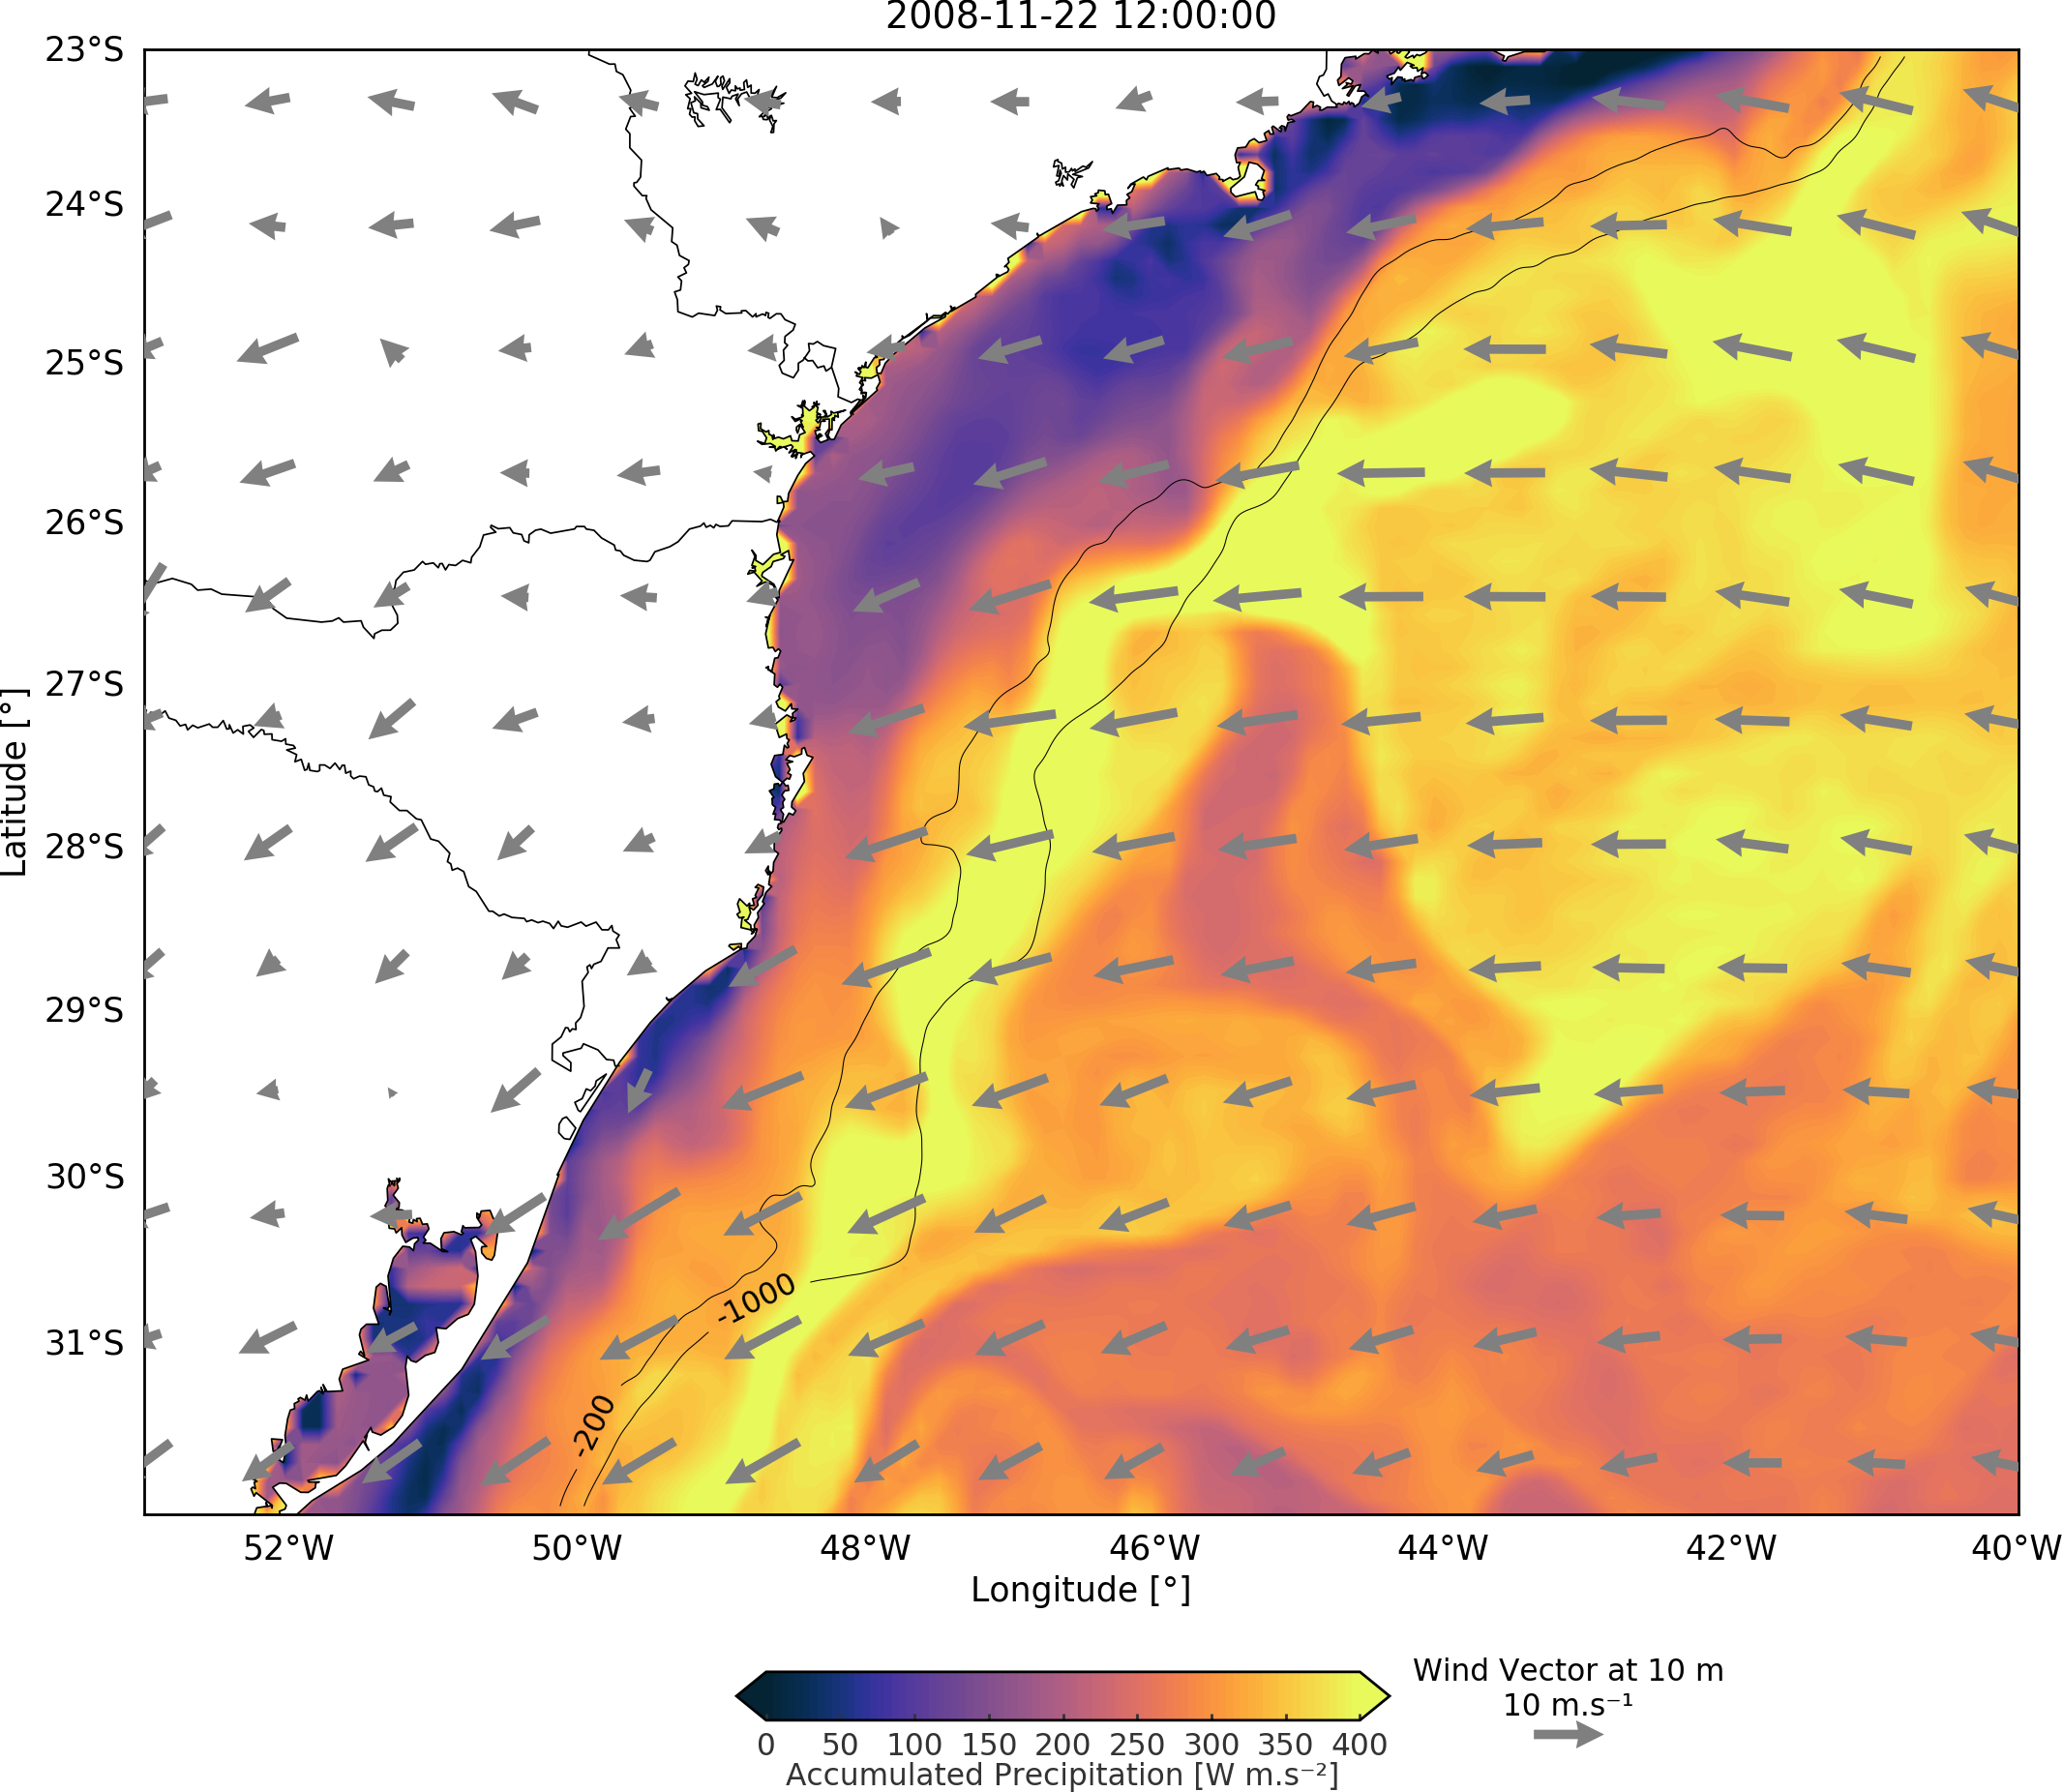 2008-11-22 12:00:00
23°S
24°S
25°S
26°S
27°S
28°S
29°S
30°S
31°S
Latitude [°]
-1000
-200
52°W 50°W 48°W 46°W 44°W 42°W 40°W
Longitude [°]
0 50 100 150 200 250 300 350 400
Accumulated Precipitation [W m.s⁻²]
Wind Vector at 10 m
10 m.s⁻¹